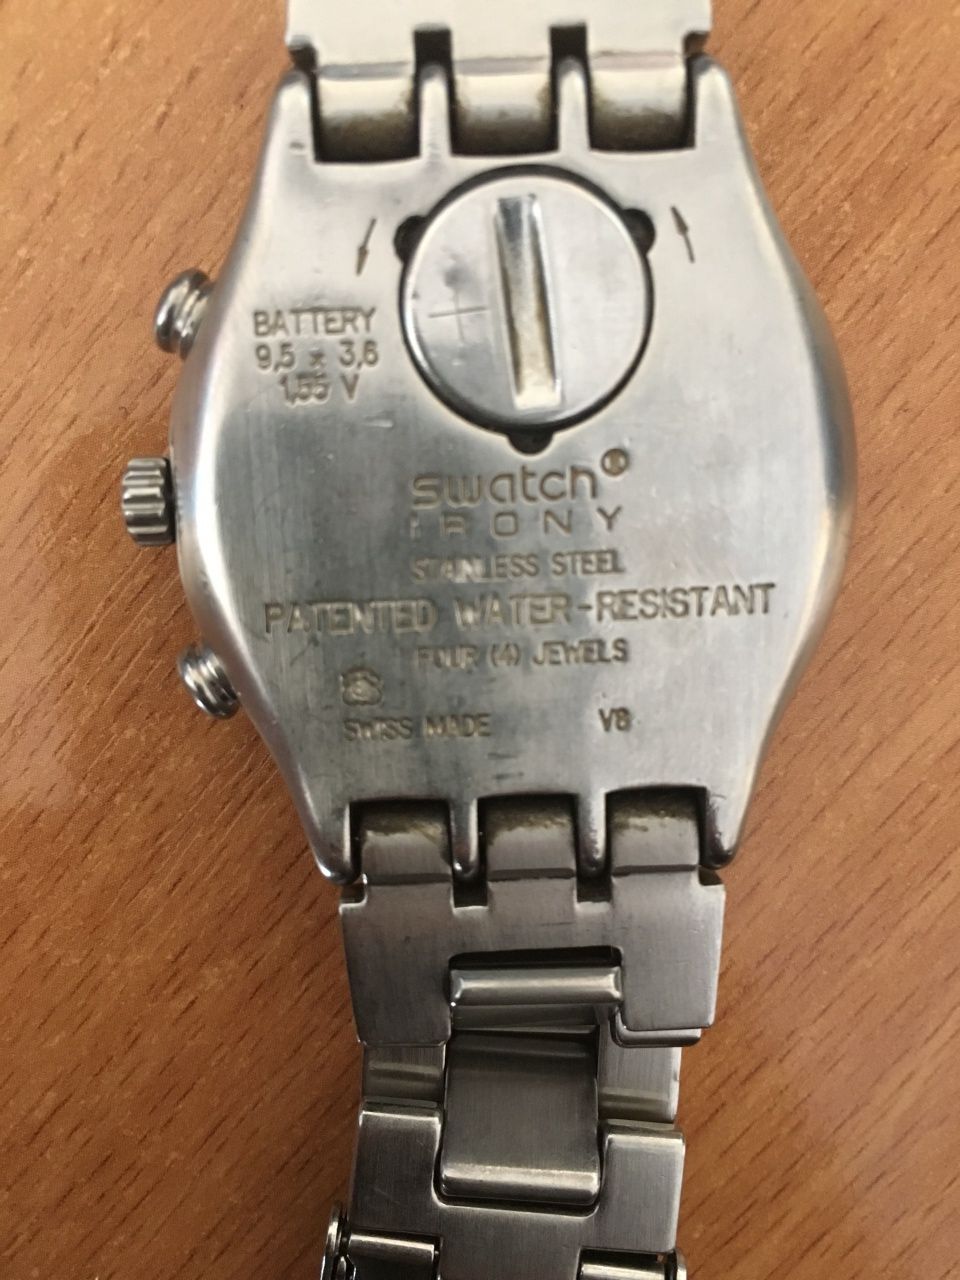 BATTERY
9,5 x 3,6
1,55 V
swatch
IRONY
STAINLESS STEEL
PATENTED WATER-RESISTANT
FOUR (4) JEWELS
SWISS MADE V8